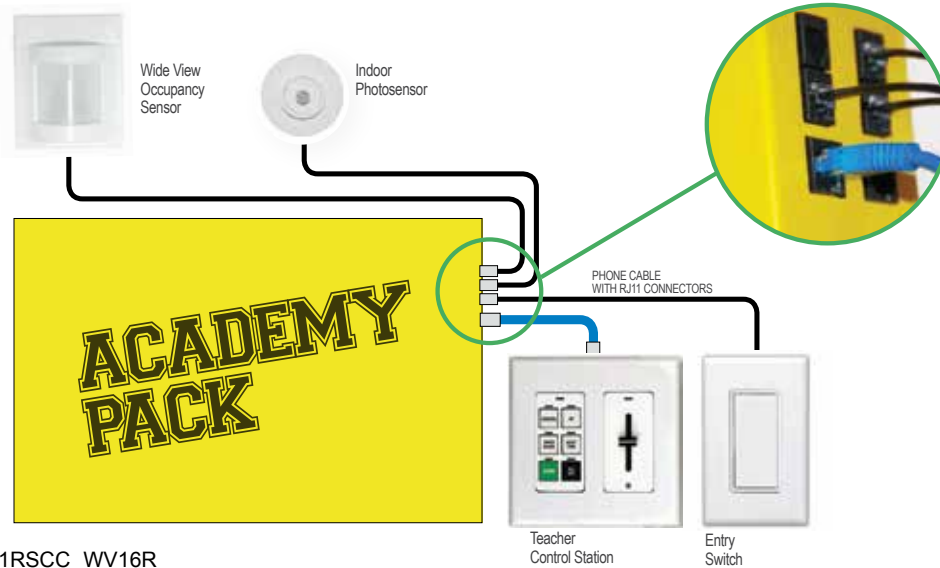 Wide View
Occupancy
Sensor
Indoor
Photosensor
PHONE CABLE
WITH RJ11 CONNECTORS
ACADEMY
PACK
Teacher
Control Station
Entry
Switch
1RSCC WV16R